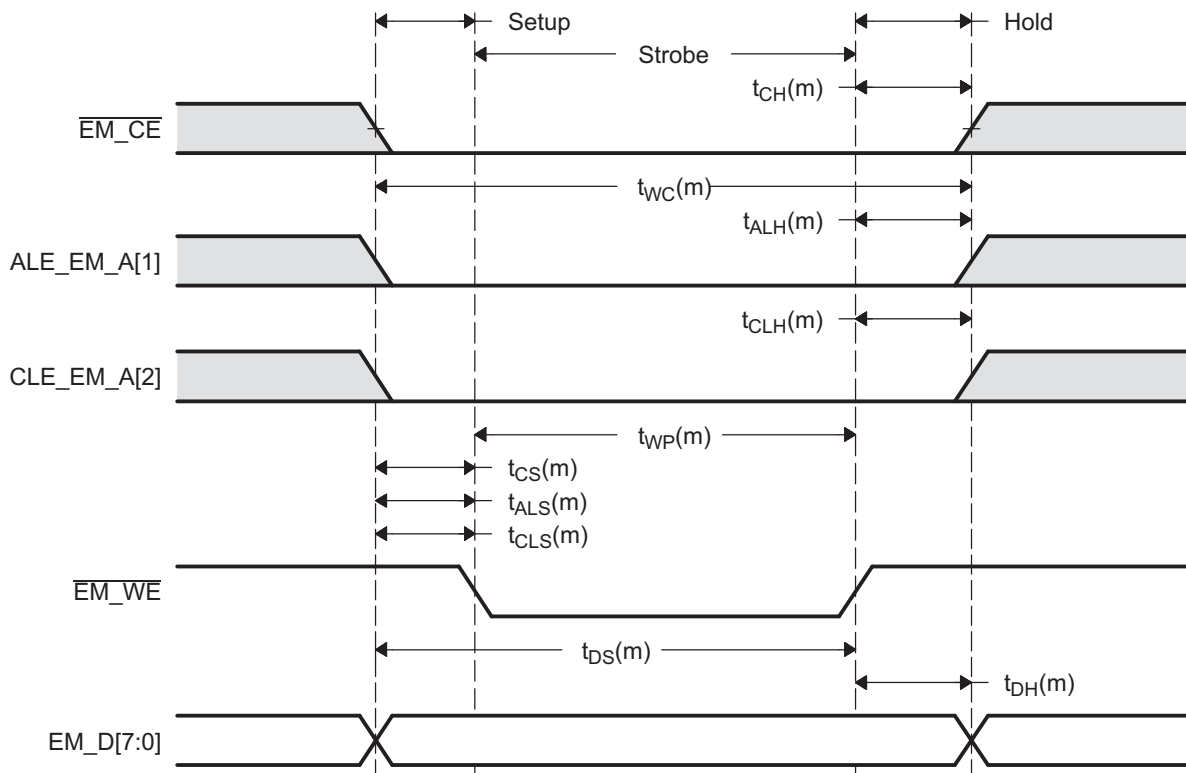 Setup
Hold
Strobe
tCH(m)
EM_CE
tWC(m)
tALH(m)
ALE_EM_A[1]
tCLH(m)
CLE_EM_A[2]
tWP(m)
tCS(m)
tALS(m)
tCLS(m)
EM_WE
tDS(m)
tDH(m)
EM_D[7:0]